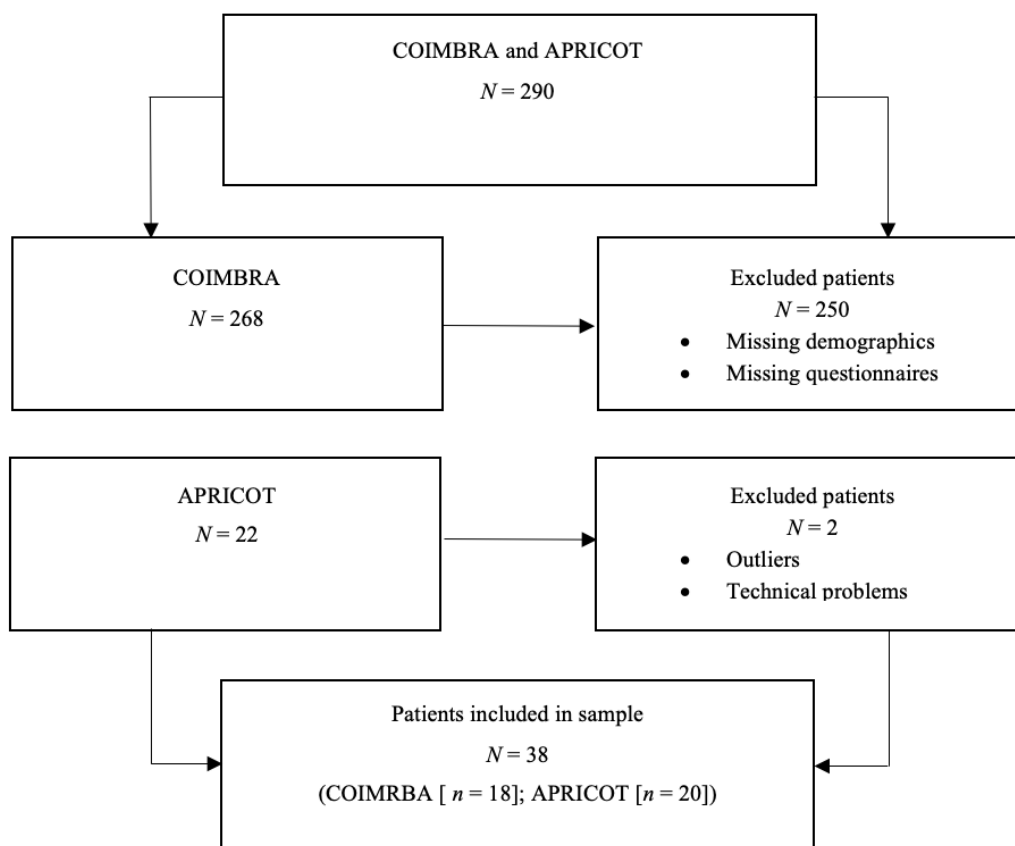 COIMBRA and APRICOT
N = 290
COIMBRA
N = 268
Excluded patients
N = 250
• Missing demographics
• Missing questionnaires
APRICOT
N = 22
Excluded patients
N = 2
• Outliers
• Technical problems
Patients included in sample
N = 38
(COIMRBA [ n = 18]; APRICOT [n = 20])